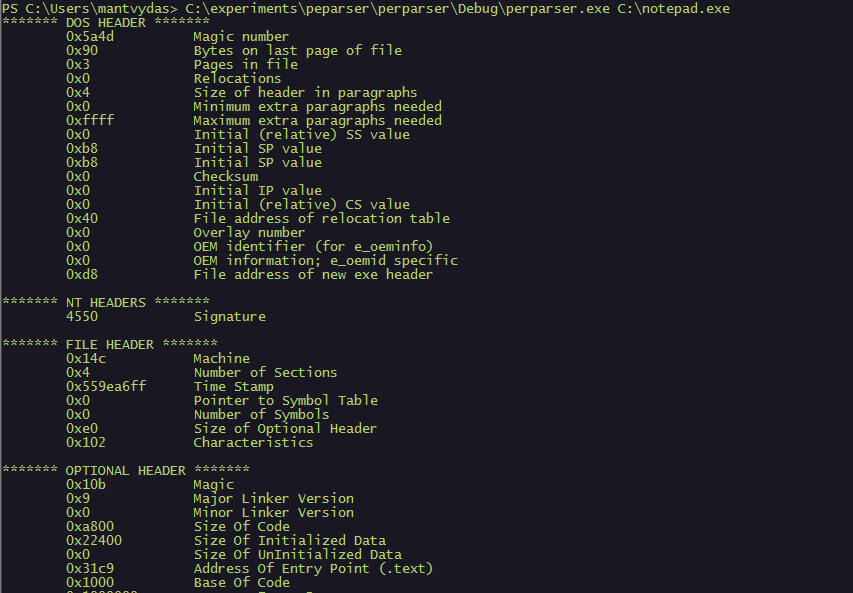 PS C:\Users\mantvydas> C:\experiments\peparser\perparser\Debug\perparser.exe C:\notepad.exe
******* DOS HEADER *******
0x5a4d Magic number
0x90 Bytes on last page of file
0x3 Pages in file
0x0 Relocations
0x4 Size of header in paragraphs
0x0 Minimum extra paragraphs needed
0xffff Maximum extra paragraphs needed
0x0 Initial (relative) SS value
0xb8 Initial SP value
0xb8 Initial SP value
0x0 Checksum
0x0 Initial IP value
0x0 Initial (relative) CS value
0x40 File address of relocation table
0x0 Overlay number
0x0 OEM identifier (for e_oeminfo)
0x0 OEM information; e_oemid specific
0xd8 File address of new exe header
******* NT HEADERS *******
4550 Signature
******* FILE HEADER *******
0x14c Machine
0x4 Number of Sections
0x559ea6ff Time Stamp
0x0 Pointer to Symbol Table
0x0 Number of Symbols
0xe0 Size of Optional Header
0x102 Characteristics
******* OPTIONAL HEADER *******
0x10b Magic
0x9 Major Linker Version
0x0 Minor Linker Version
0xa800 Size Of Code
0x22400 Size Of Initialized Data
0x0 Size Of UnInitialized Data
0x31c9 Address Of Entry Point (.text)
0x1000 Base Of Code